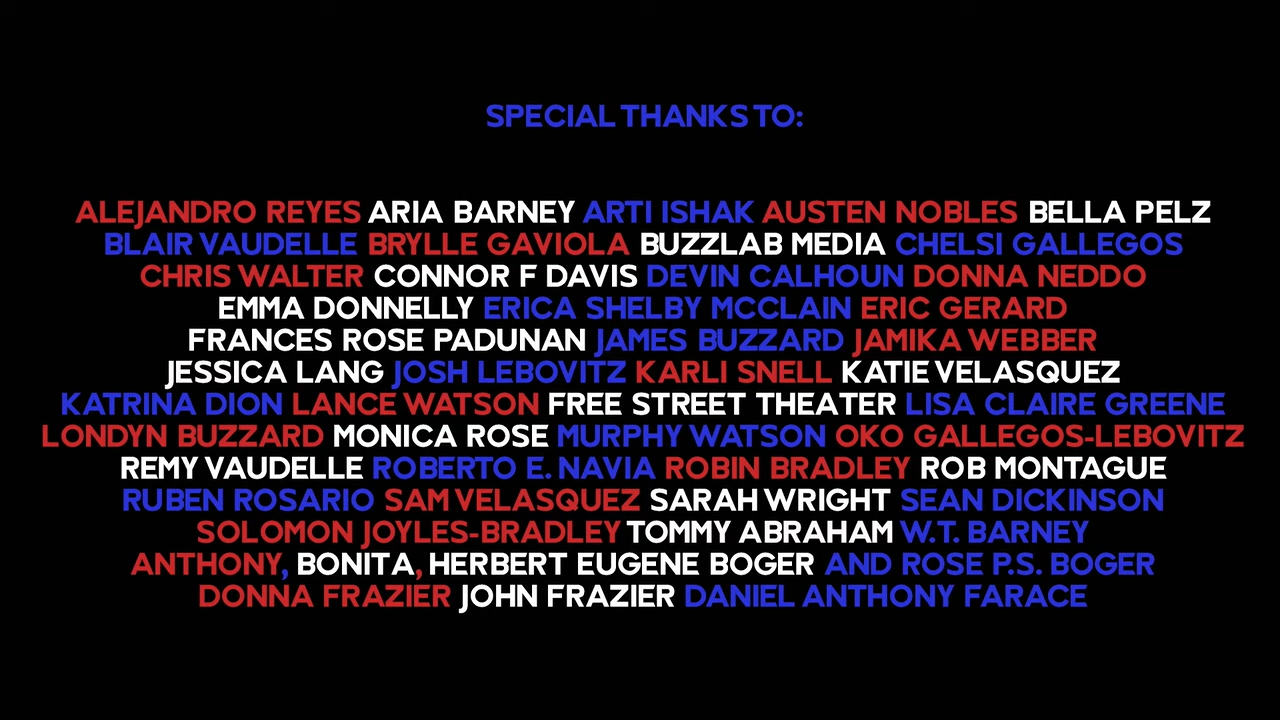 SPECIAL THANKS TO:
ALEJANDRO REYES ARIA BARNEY ARTI ISHAK AUSTEN NOBLES BELLA PELZ
BLAIR VAUDELLE BRYLLE GAVIOLA BUZZLAB MEDIA CHELSI GALLEGOS
CHRIS WALTER CONNOR F DAVIS DEVIN CALHOUN DONNA NEDDO
EMMA DONNELLY ERICA SHELBY MCCLAIN ERIC GERARD
FRANCES ROSE PADUNAN JAMES BUZZARD JAMIKA WEBBER
JESSICA LANG JOSH LEBOVITZ KARLI SNELL KATIE VELASQUEZ
KATRINA DION LANCE WATSON FREE STREET THEATER LISA CLAIRE GREENE
LONDYN BUZZARD MONICA ROSE MURPHY WATSON OKO GALLEGOS-LEBOVITZ
REMY VAUDELLE ROBERTO E. NAVIA ROBIN BRADLEY ROB MONTAGUE
RUBEN ROSARIO SAM VELASQUEZ SARAH WRIGHT SEAN DICKINSON
SOLOMON JOYLES-BRADLEY TOMMY ABRAHAM W.T. BARNEY
ANTHONY, BONITA, HERBERT EUGENE BOGER AND ROSE P.S. BOGER
DONNA FRAZIER JOHN FRAZIER DANIEL ANTHONY FARACE